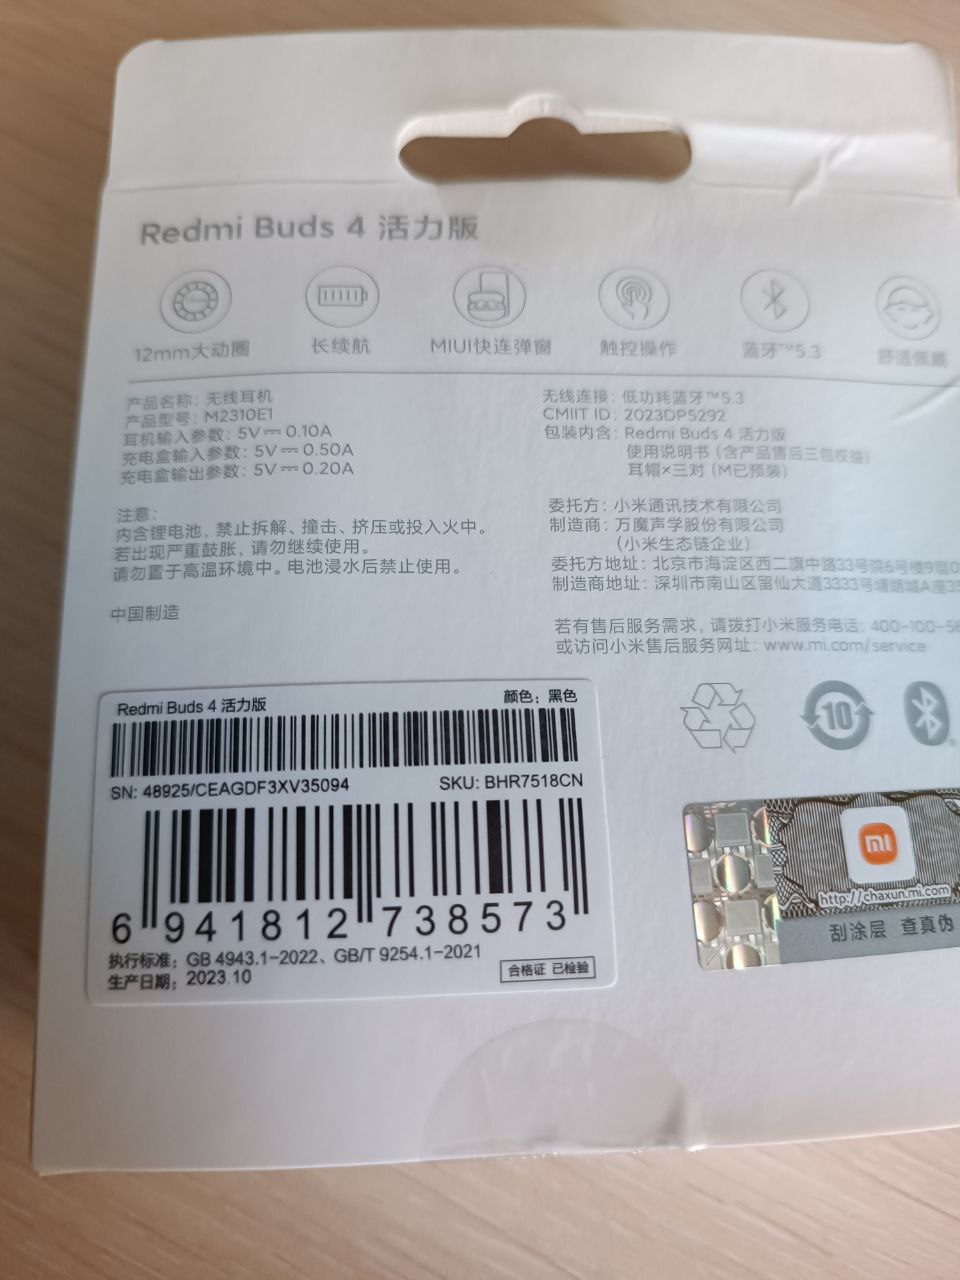 Redmi Buds 4 活力版
12mm大动圈
长续航
MIUI快连弹窗
触控操作
蓝牙™5.3
舒适佩戴
产品名称：无线耳机
产品型号：M2310E1
耳机输入参数：5V⎓0.10A
充电盒输入参数：5V⎓0.50A
充电盒输出参数：5V⎓0.20A
注意：
内含锂电池，禁止拆解、撞击、挤压或投入火中。
若出现严重鼓胀，请勿继续使用。
请勿置于高温环境中。电池浸水后禁止使用。
中国制造
无线连接：低功耗蓝牙™5.3
CMIIT ID：2023DP5292
包装内含：Redmi Buds 4 活力版
使用说明书（含产品售后三包权益）
耳帽×三对（M已预装）
委托方：小米通讯技术有限公司
制造商：万魔声学股份有限公司
（小米生态链企业）
委托方地址：北京市海淀区西二旗中路33号院6号楼9层0
制造商地址：深圳市南山区留仙大道3333号塘朗城A座
若有售后服务需求，请拨打小米服务电话：400-100-56
或访问小米售后服务网址：www.mi.com/service
10
Redmi Buds 4 活力版
颜色：黑色
SN: 48925/CEAGDF3XV35094
SKU: BHR7518CN
6 941812 738573
执行标准：GB 4943.1-2022、GB/T 9254.1-2021
生产日期：2023.10
合格证 已检验
mi
http://chaxun.mi.com
刮涂层 查真伪